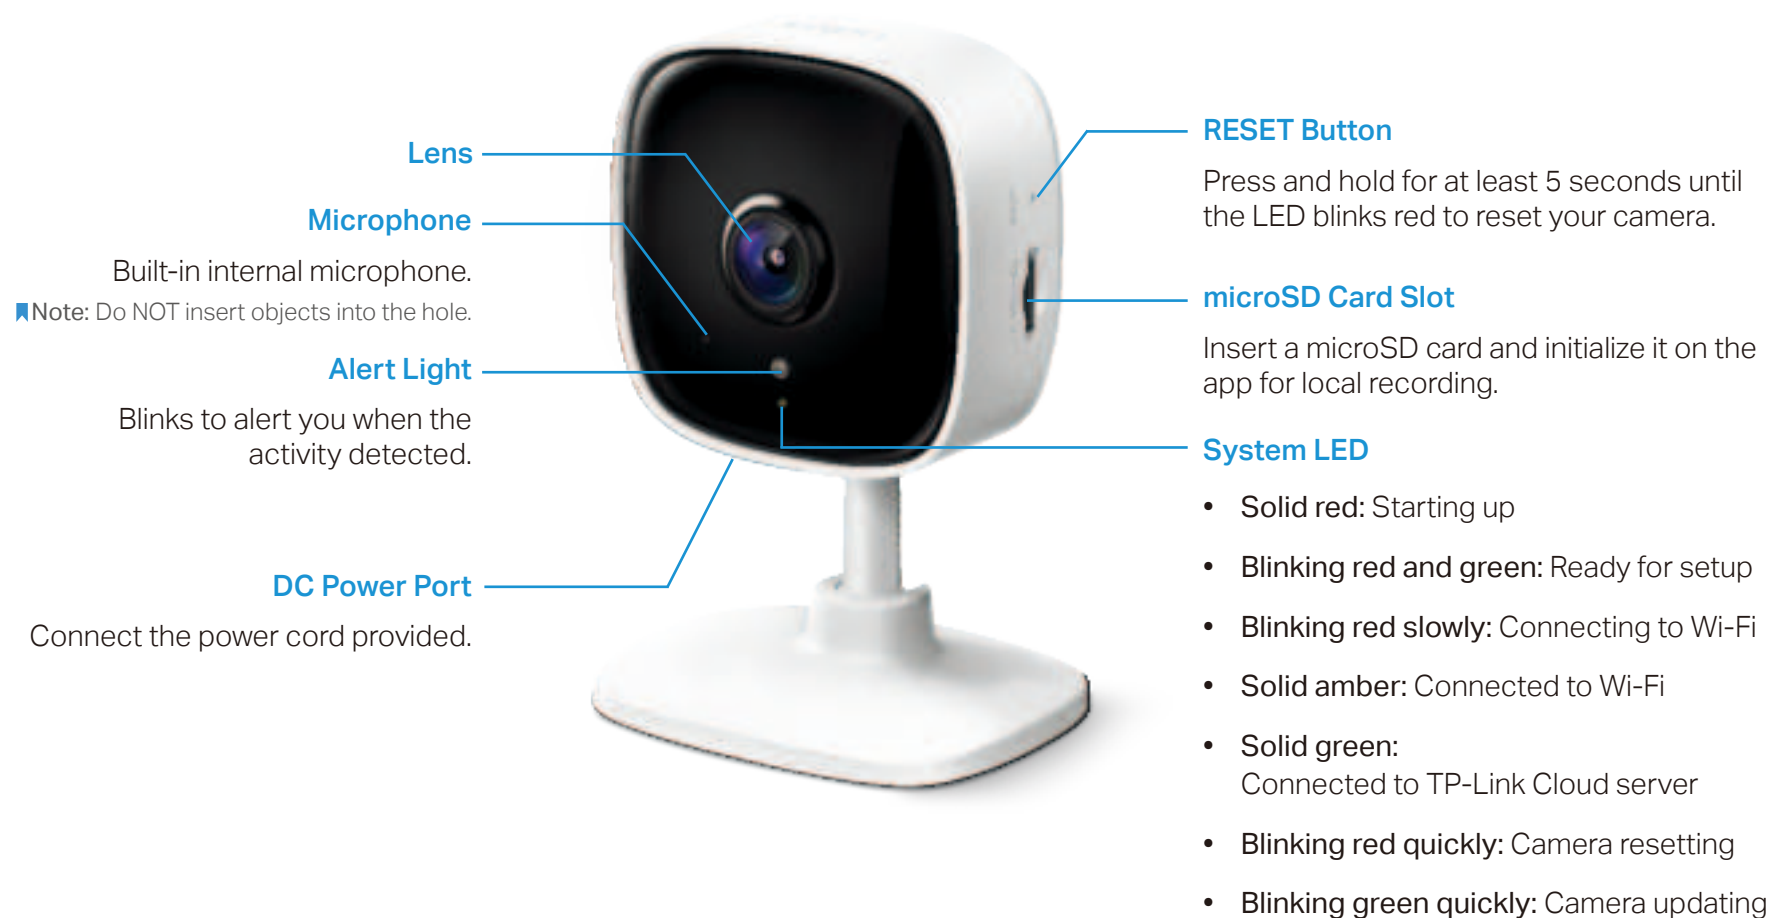 Lens
Microphone
Built-in internal microphone.
Note: Do NOT insert objects into the hole.
Alert Light
Blinks to alert you when the
activity detected.
DC Power Port
Connect the power cord provided.
RESET Button
Press and hold for at least 5 seconds until
the LED blinks red to reset your camera.
microSD Card Slot
Insert a microSD card and initialize it on the
app for local recording.
System LED
• Solid red: Starting up
• Blinking red and green: Ready for setup
• Blinking red slowly: Connecting to Wi-Fi
• Solid amber: Connected to Wi-Fi
• Solid green:
Connected to TP-Link Cloud server
• Blinking red quickly: Camera resetting
• Blinking green quickly: Camera updating